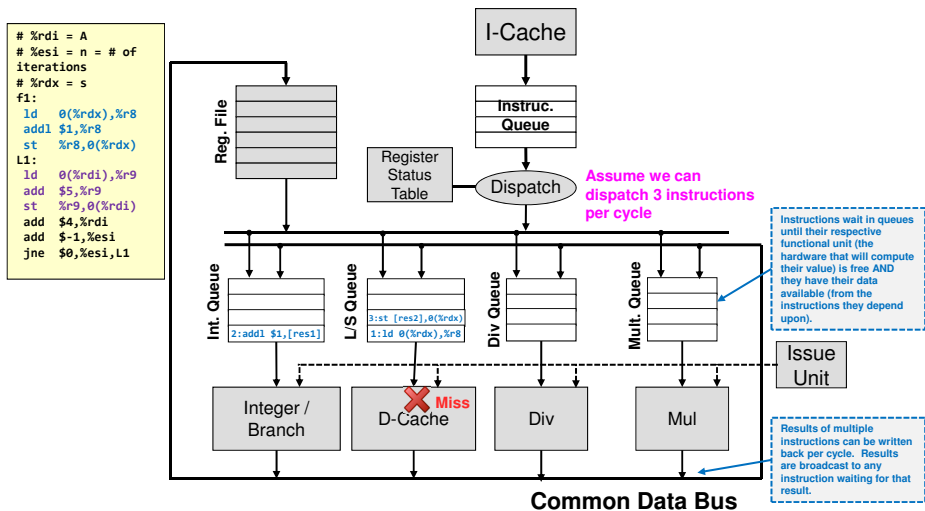 # %rdi = A
# %esi = n = # of
iterations
# %rdx = s
f1:
ld 0(%rdx),%r8
addl $1,%r8
st %r8,0(%rdx)
L1:
ld 0(%rdi),%r9
add $5,%r9
st %r9,0(%rdi)
add $4,%rdi
add $-1,%esi
jne $0,%esi,L1
I-Cache
Reg. File
Instruc.
Queue
Register
Status
Table
Dispatch
Assume we can
dispatch 3 instructions
per cycle
Instructions wait in queues
until their respective
functional unit (the
hardware that will compute
their value) is free AND
they have their data
available (from the
instructions they depend
upon).
Int. Queue
2:addl $1,[res1]
L/S Queue
3:st [res2],0(%rdx)
1:ld 0(%rdx),%r8
Div Queue
Mult. Queue
Issue
Unit
Integer /
Branch
D-Cache
Miss
Div
Mul
Results of multiple
instructions can be written
back per cycle. Results
are broadcast to any
instruction waiting for that
result.
Common Data Bus